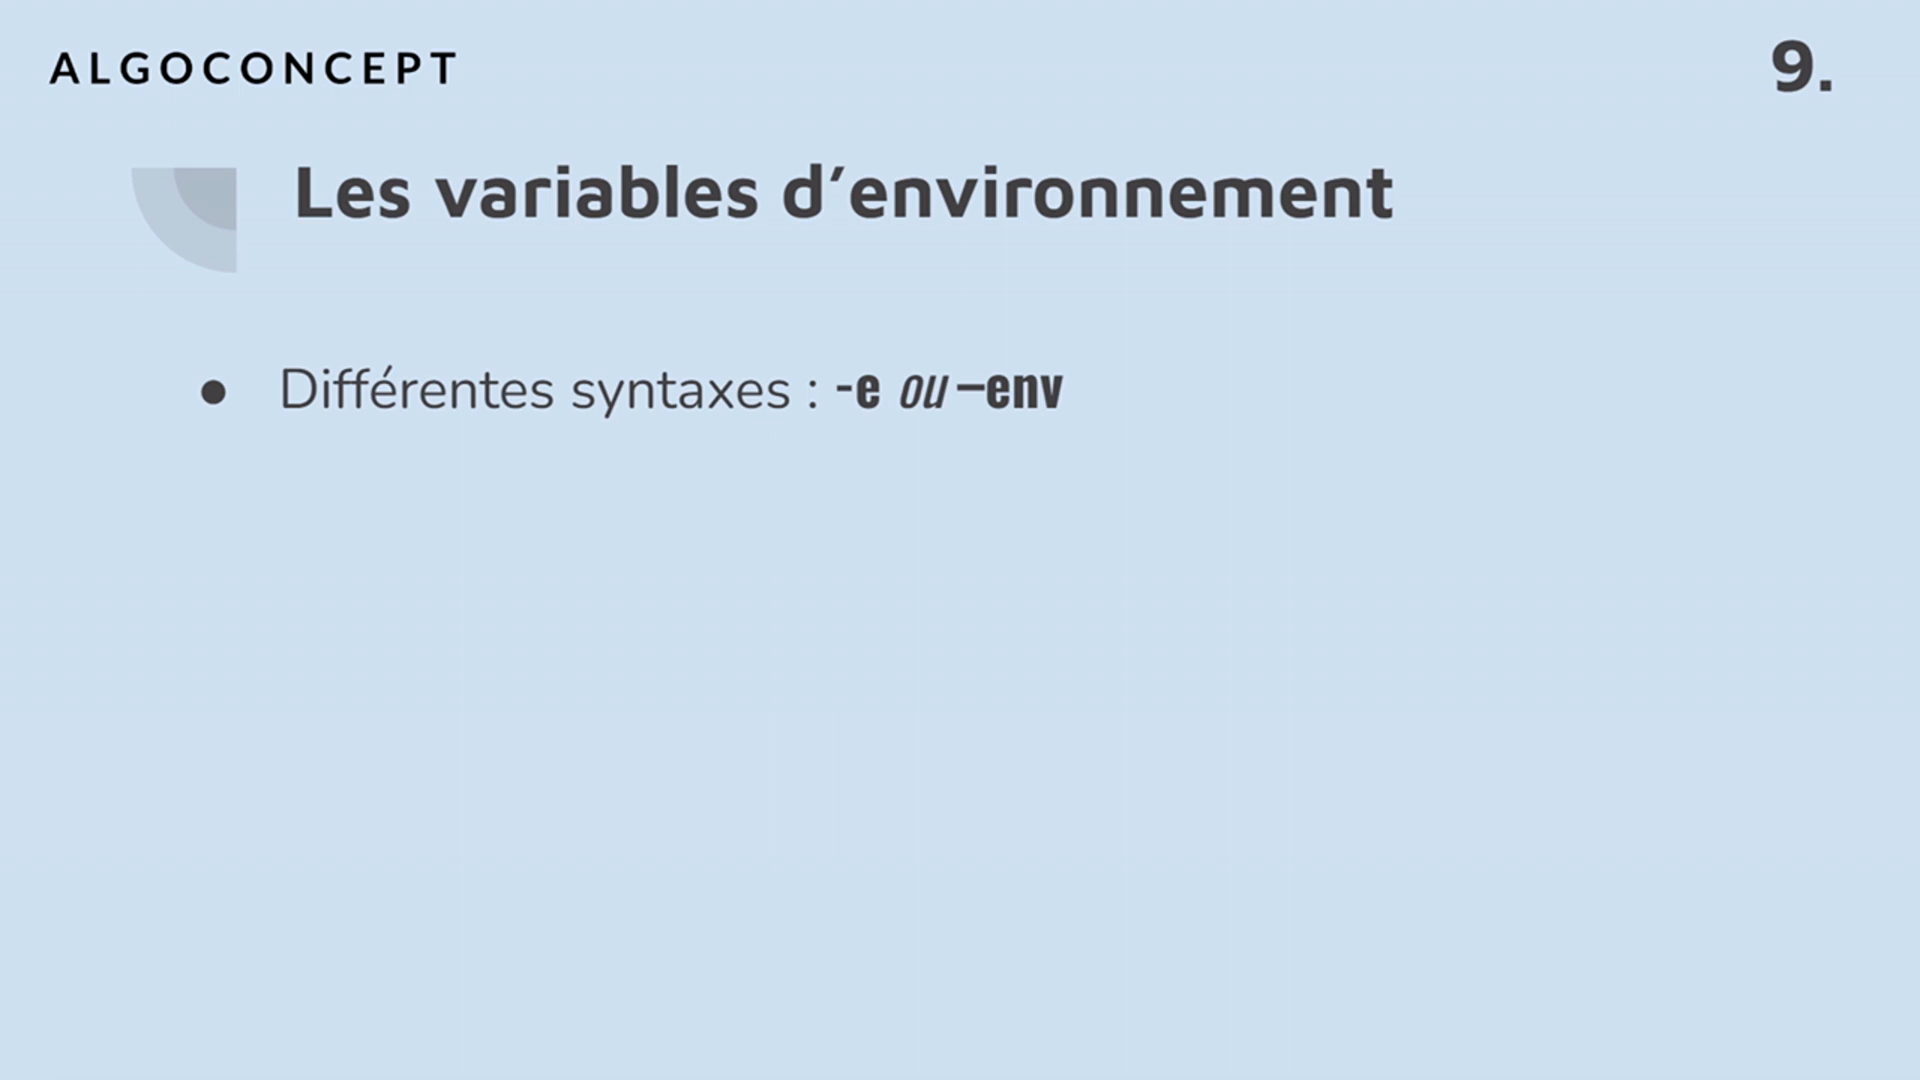 ALGOCONCEPT
9.
Les variables d’environnement
● Différentes syntaxes : -e ou –env